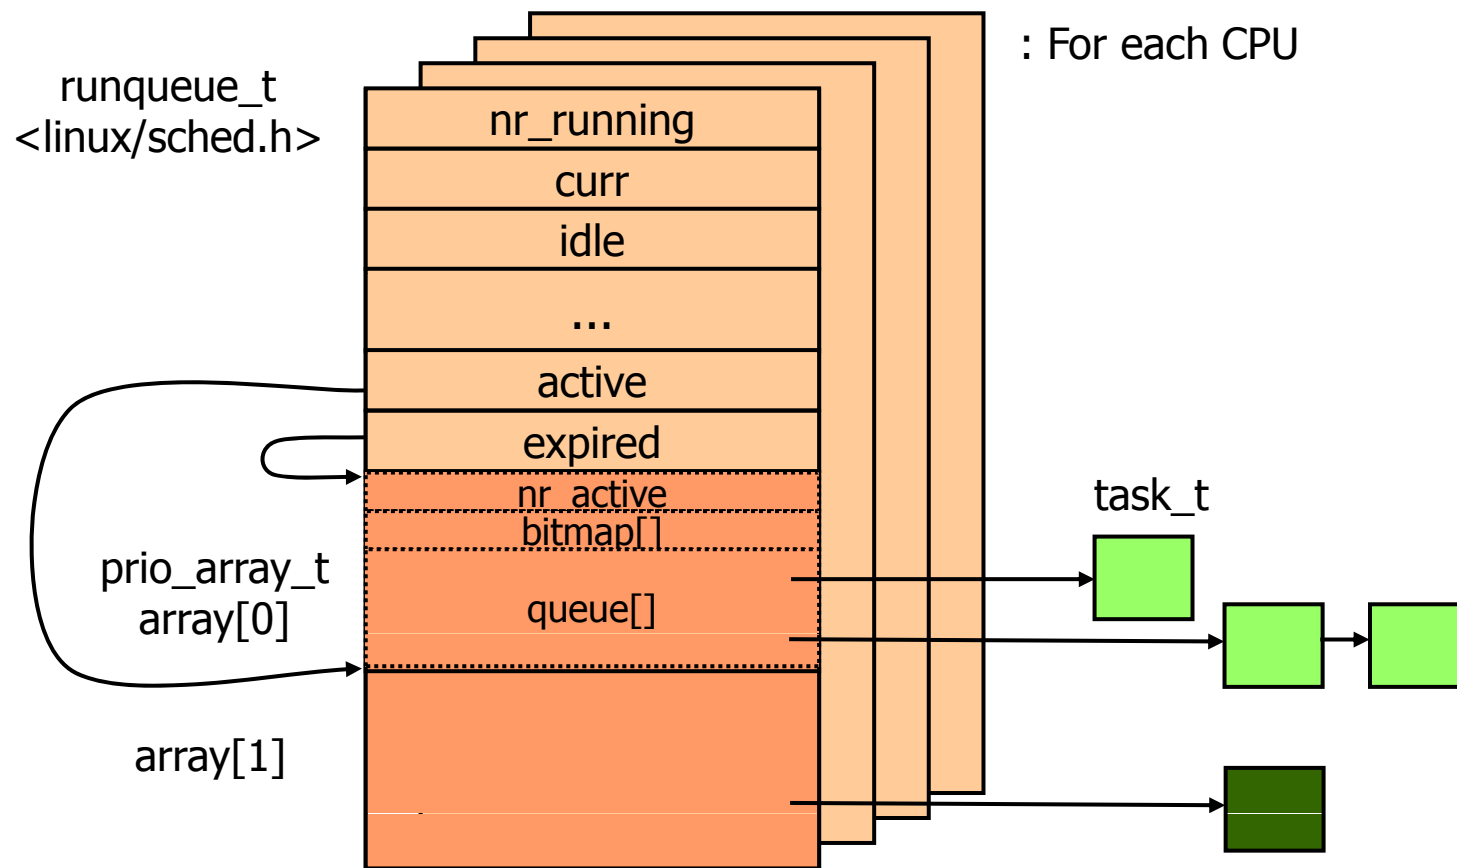 : For each CPU
runqueue_t
<linux/sched.h>
nr_running
curr
idle
...
active
expired
nr_active
bitmap[]
queue[]
prio_array_t
array[0]
array[1]
task_t